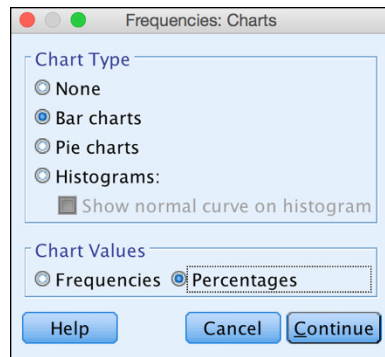 Frequencies: Charts
Chart Type
None
Bar charts
Pie charts
Histograms:
Show normal curve on histogram
Chart Values
Frequencies Percentages
Help Cancel Continue